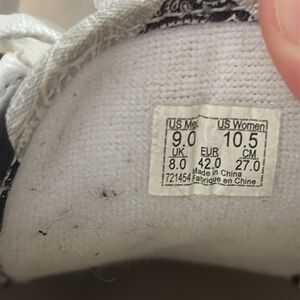 US Men US Women
9.0 10.5
UK EUR CM
8.0 42.0 27.0
721454 Made in China
Fabrique en Chine